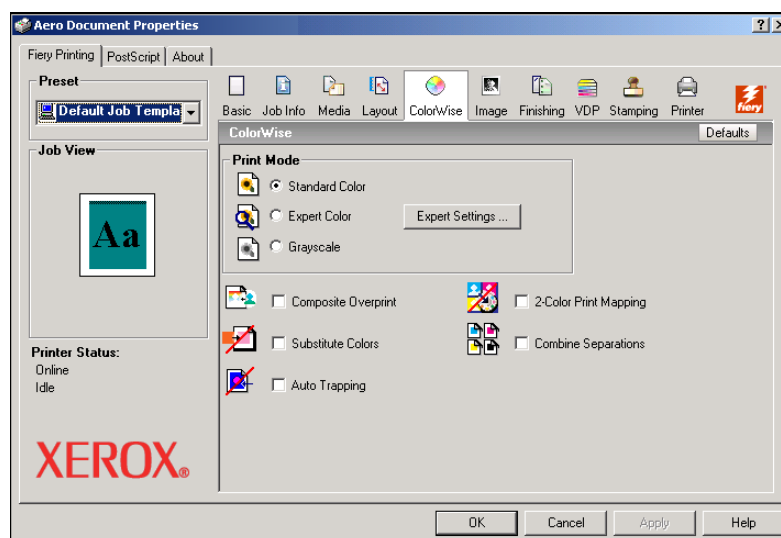 Aero Document Properties
Fiery Printing PostScript About
Preset
Default Job Templa
Job View
Aa
Printer Status:
Online
Idle
XEROX®
Basic Job Info Media Layout ColorWise Image Finishing VDP Stamping Printer fiery
ColorWise Defaults
Print Mode
Standard Color
Expert Color Expert Settings ...
Grayscale
Composite Overprint 2-Color Print Mapping
Substitute Colors Combine Separations
Auto Trapping
OK Cancel Apply Help